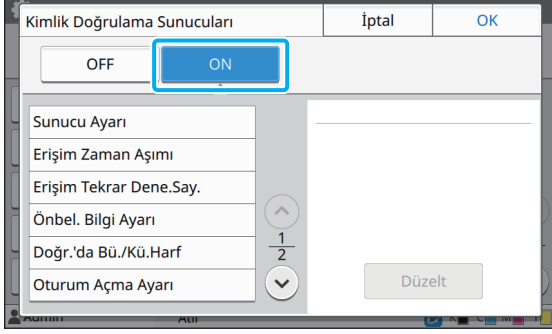 Kimlik Doğrulama Sunucuları
İptal
OK
OFF
ON
Sunucu Ayarı
Erişim Zaman Aşımı
Erişim Tekrar Dene.Say.
Önbel. Bilgi Ayarı
Doğr.'da Bü./Kü.Harf
Oturum Açma Ayarı
1
2
Düzelt
Admin